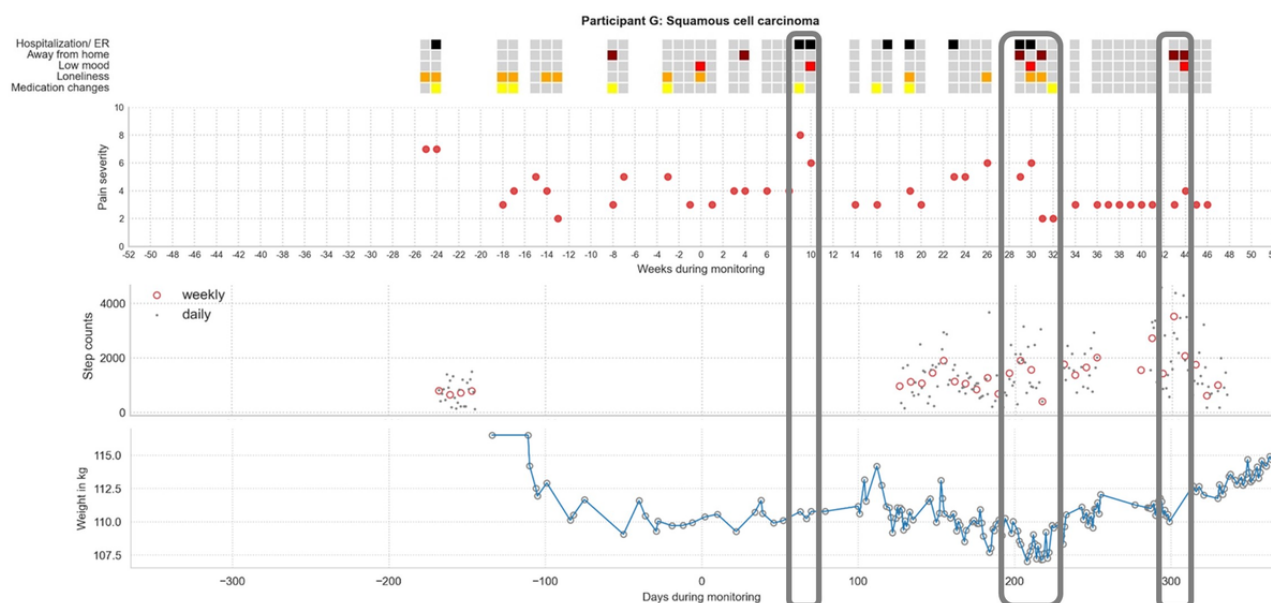 Participant G: Squamous cell carcinoma
Hospitalization/ ER
Away from home
Low mood
Loneliness
Medication changes
10
8
6
4
2
0
Pain severity
-52 -50 -48 -46 -44 -42 -40 -38 -36 -34 -32 -30 -28 -26 -24 -22 -20 -18 -16 -14 -12 -10 -8 -6 -4 -2 0 2 4 6 8 10 12 14 16 18 20 22 24 26 28 30 32 34 36 38 40 42 44 46 48 50
Weeks during monitoring
weekly
daily
4000
2000
0
Step counts
115.0
112.5
110.0
107.5
Weight in kg
−300 −200 −100 0 100 200 300
Days during monitoring